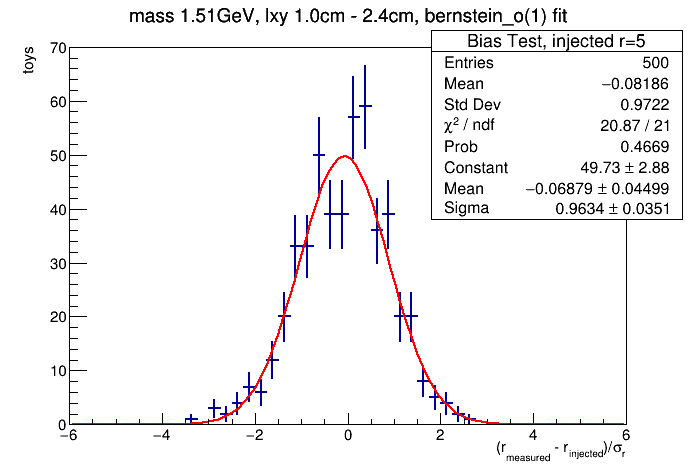 mass 1.51GeV, lxy 1.0cm - 2.4cm, bernstein_o(1) fit
toys
Bias Test, injected r=5
Entries 500
Mean −0.08186
Std Dev 0.9722
χ² / ndf 20.87 / 21
Prob 0.4669
Constant 49.73 ± 2.88
Mean −0.06879 ± 0.04499
Sigma 0.9634 ± 0.0351
70
60
50
40
30
20
10
0
−6 −4 −2 0 2 4 6
(r_measured - r_injected)/σ_r